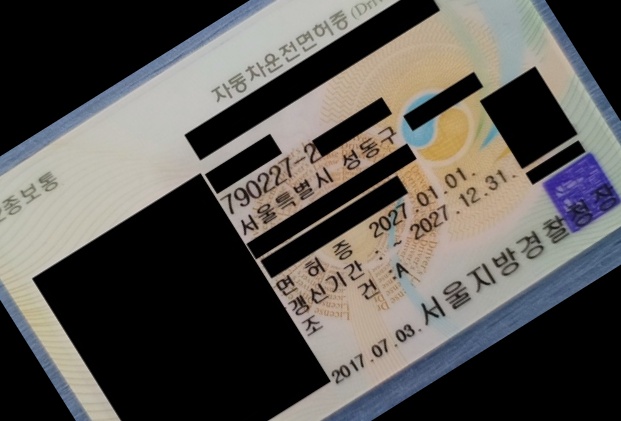 자동차운전면허증 (Dri
종보통
790227-2
서울특별시 성동구
면 허 증 2027.01.01.
갱신기간 : ~ 2027.12.31.
조 건 :A
2017.07.03. 서울지방경찰청장